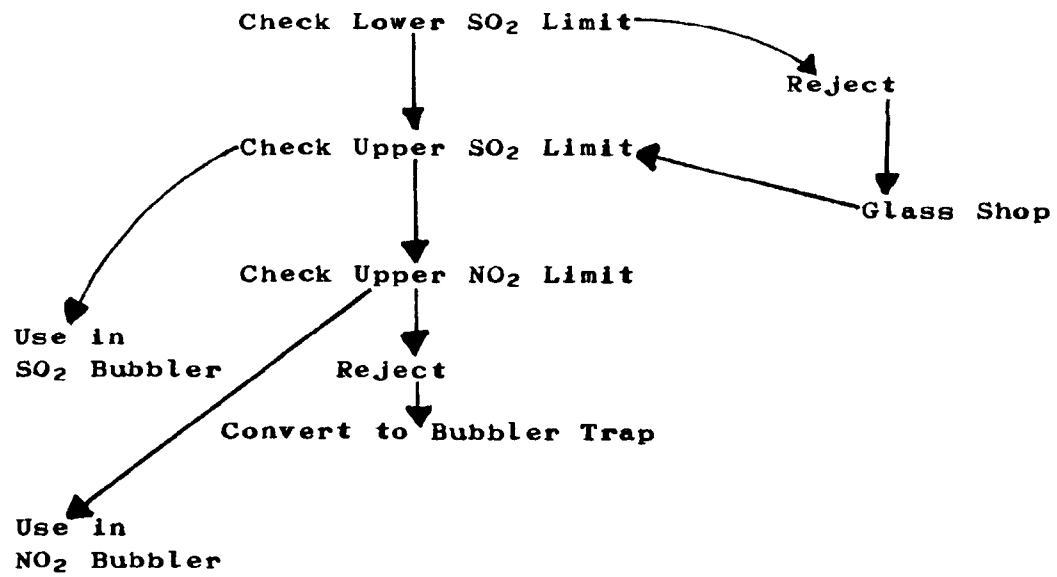 Check Lower SO₂ Limit
Reject
Check Upper SO₂ Limit
Glass Shop
Check Upper NO₂ Limit
Use in
SO₂ Bubbler
Reject
Convert to Bubbler Trap
Use in
NO₂ Bubbler